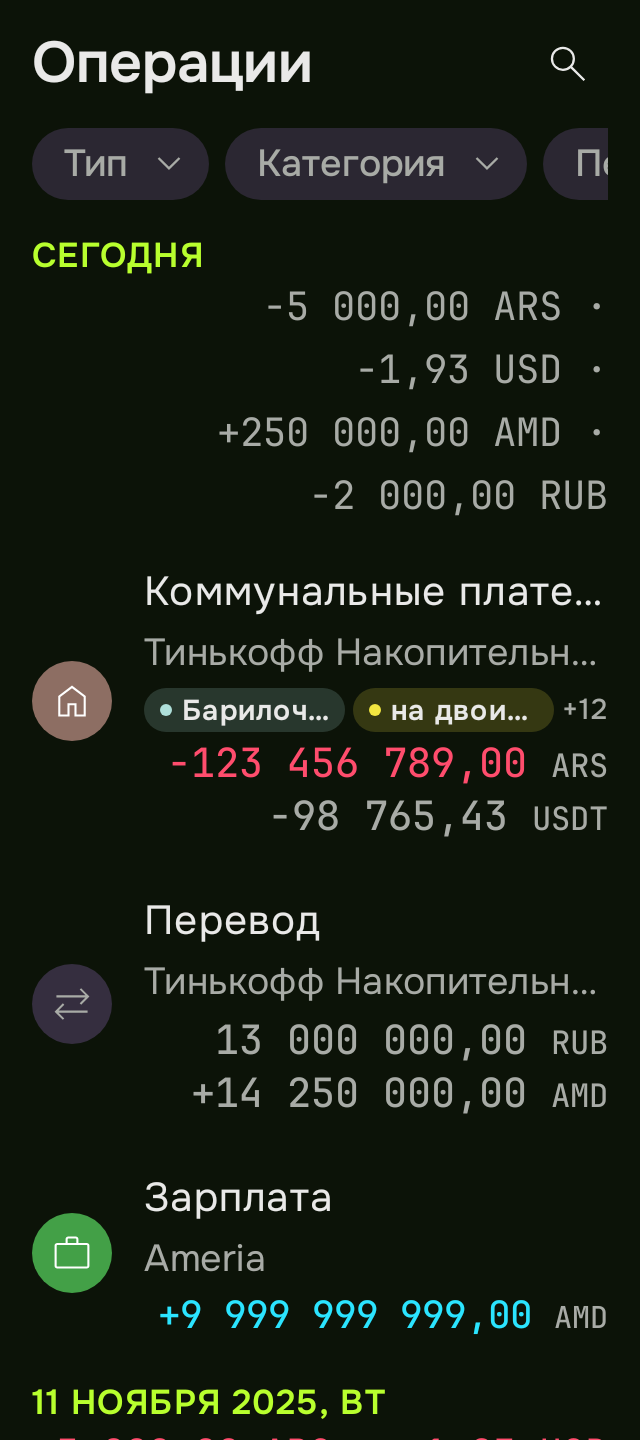 Операции
Тип
Категория
СЕГОДНЯ
-5 000,00 ARS ·
-1,93 USD ·
+250 000,00 AMD ·
-2 000,00 RUB
Коммунальные плате...
Тинькофф Накопительн...
Барилоч... на двои... +12
-123 456 789,00 ARS
-98 765,43 USDT
Перевод
Тинькофф Накопительн...
13 000 000,00 RUB
+14 250 000,00 AMD
Зарплата
Ameria
+9 999 999 999,00 AMD
11 НОЯБРЯ 2025, ВТ